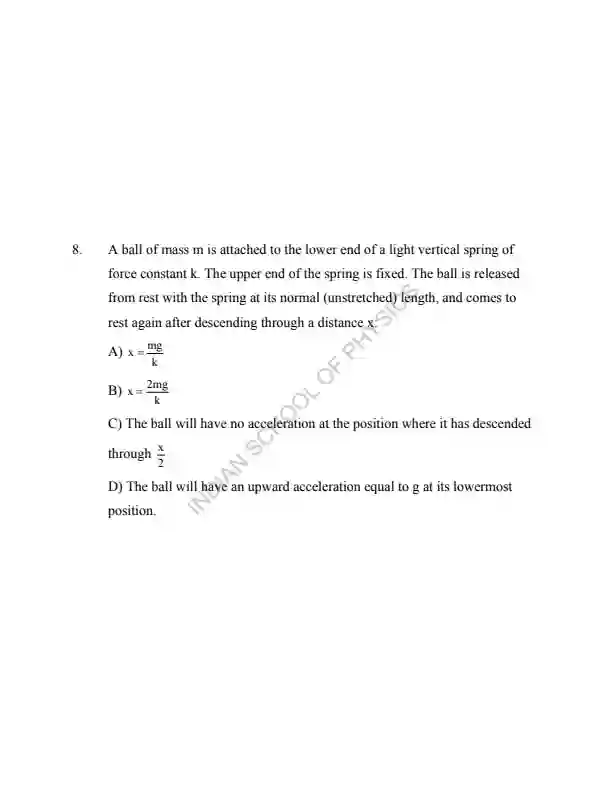 8. A ball of mass m is attached to the lower end of a light vertical spring of
force constant k. The upper end of the spring is fixed. The ball is released
from rest with the spring at its normal (unstretched) length, and comes to
rest again after descending through a distance x.
A) x = mg/k
B) x = 2mg/k
C) The ball will have no acceleration at the position where it has descended
through x/2
D) The ball will have an upward acceleration equal to g at its lowermost
position.
INDIAN SCHOOL OF PHYSICS